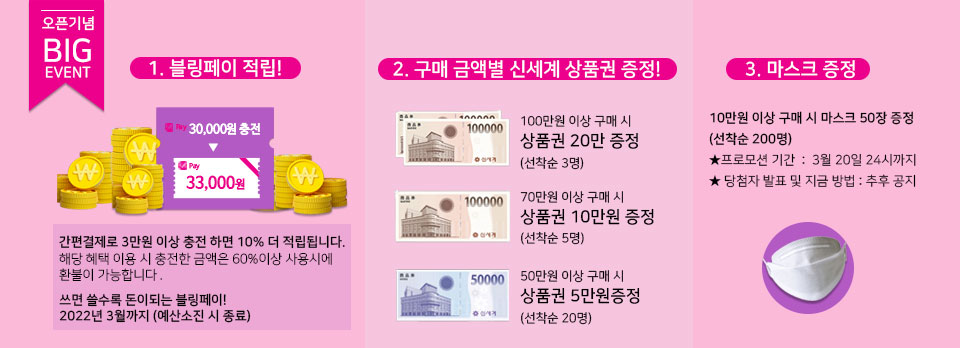 오픈기념
BIG
EVENT
1. 블링페이 적립!
Pay 30,000원 충전
Pay
33,000원
간편결제로 3만원 이상 충전 하면 10% 더 적립됩니다.
해당 혜택 이용 시 충전한 금액은 60%이상 사용시에
환불이 가능합니다.
쓰면 쓸수록 돈이되는 블링페이!
2022년 3월까지 (예산소진 시 종료)
2. 구매 금액별 신세계 상품권 증정!
100000
100000
신세계
100만원 이상 구매 시
상품권 20만 증정
(선착순 3명)
100000
신세계
70만원 이상 구매 시
상품권 10만원 증정
(선착순 5명)
50000
신세계
50만원 이상 구매 시
상품권 5만원증정
(선착순 20명)
3. 마스크 증정
10만원 이상 구매 시 마스크 50장 증정
(선착순 200명)
★프로모션 기간 : 3월 20일 24시까지
★ 당첨자 발표 및 지금 방법 : 추후 공지